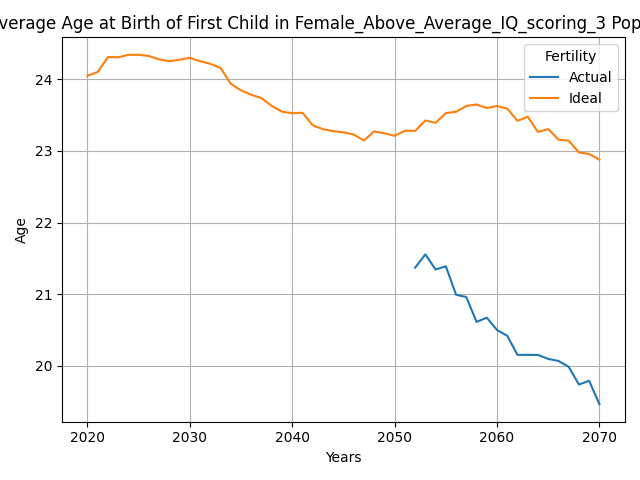 verage Age at Birth of First Child in Female_Above_Average_IQ_scoring_3 Pop
Fertility
Actual
Ideal
24
23
22
21
20
Age
2020 2030 2040 2050 2060 2070
Years